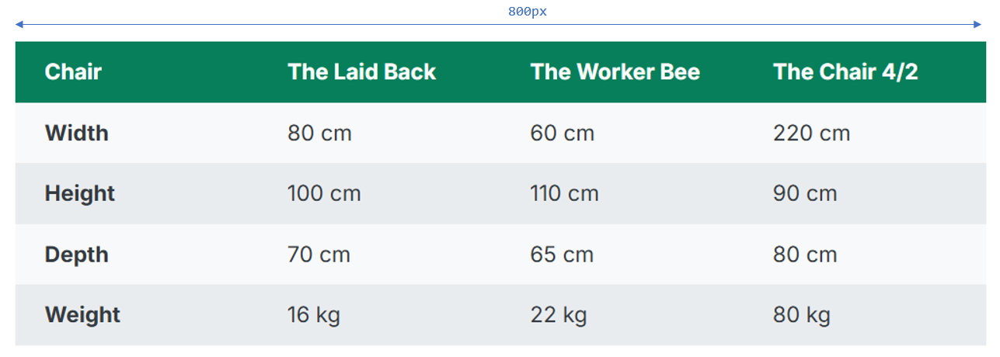 800px
Chair The Laid Back The Worker Bee The Chair 4/2
Width 80 cm 60 cm 220 cm
Height 100 cm 110 cm 90 cm
Depth 70 cm 65 cm 80 cm
Weight 16 kg 22 kg 80 kg